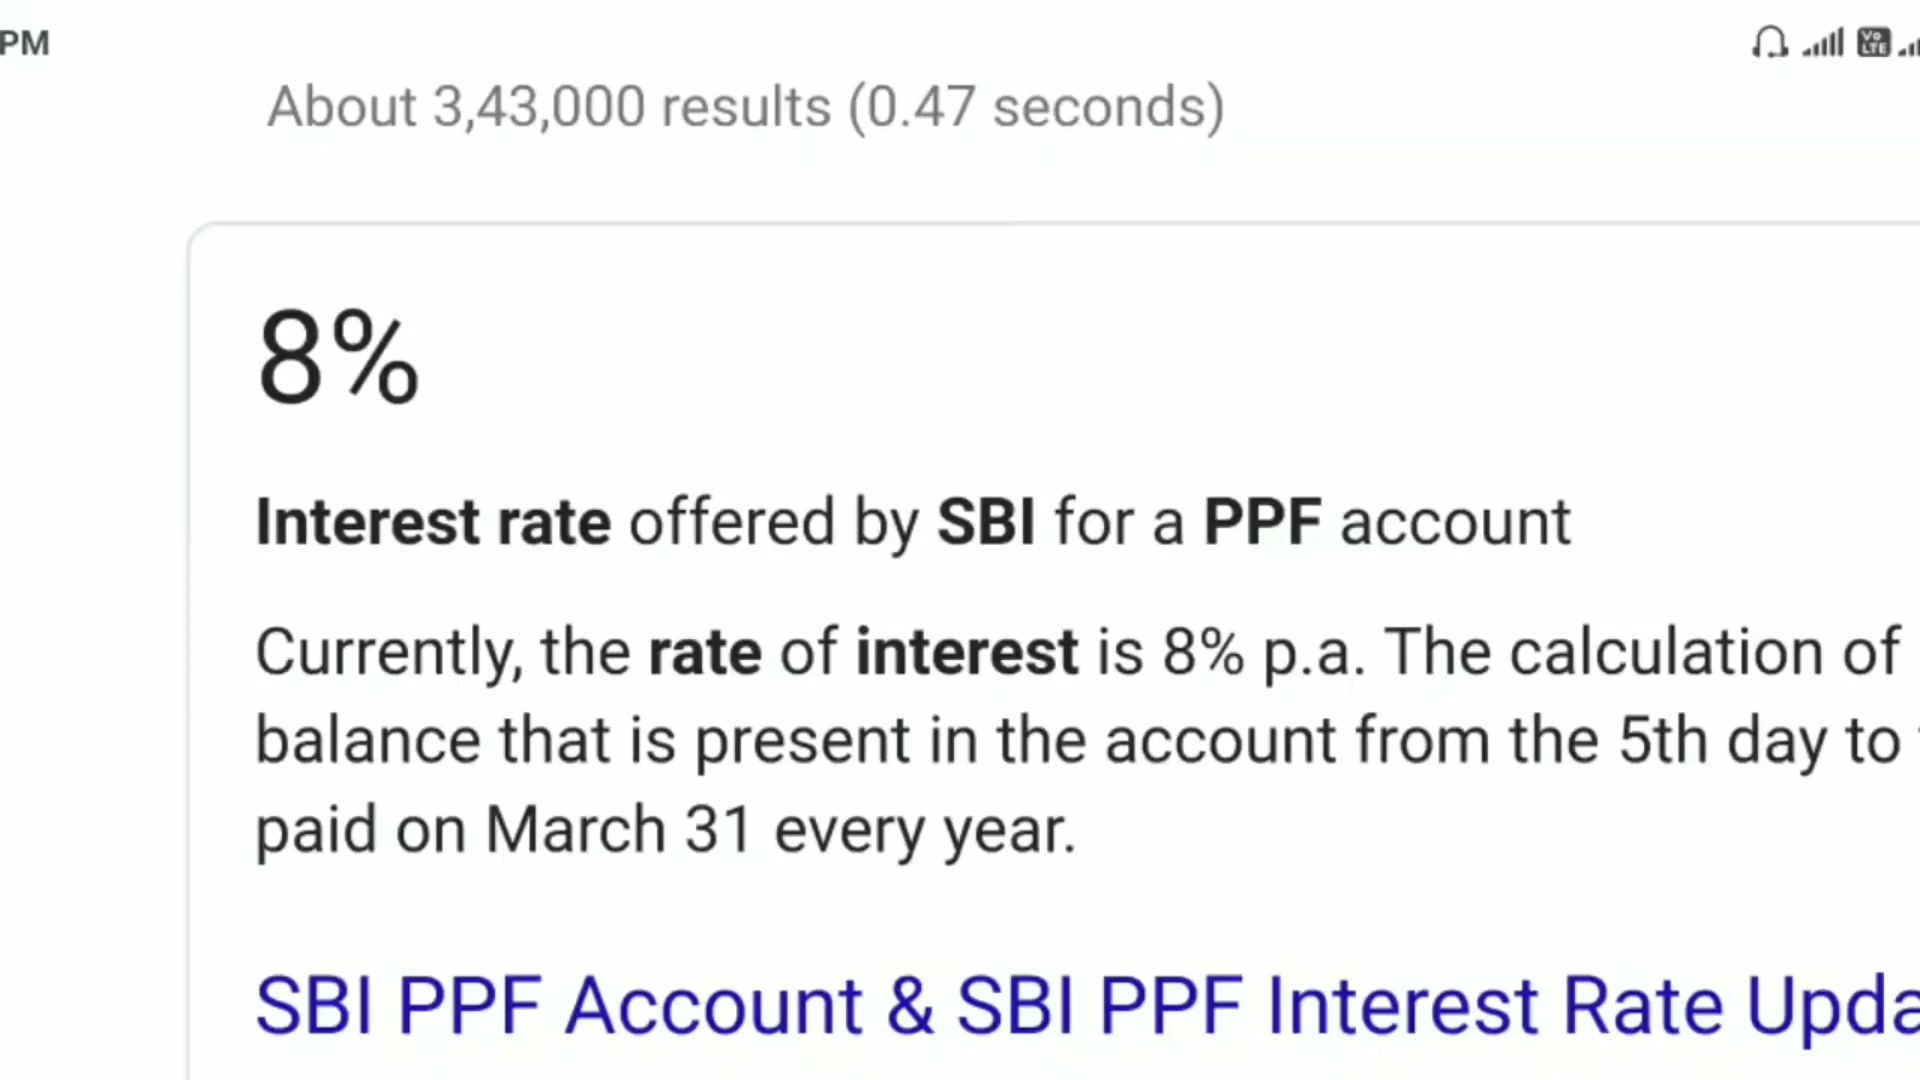 PM
Vo LTE
About 3,43,000 results (0.47 seconds)
8%
Interest rate offered by SBI for a PPF account
Currently, the rate of interest is 8% p.a. The calculation of
balance that is present in the account from the 5th day to
paid on March 31 every year.
SBI PPF Account & SBI PPF Interest Rate Upda